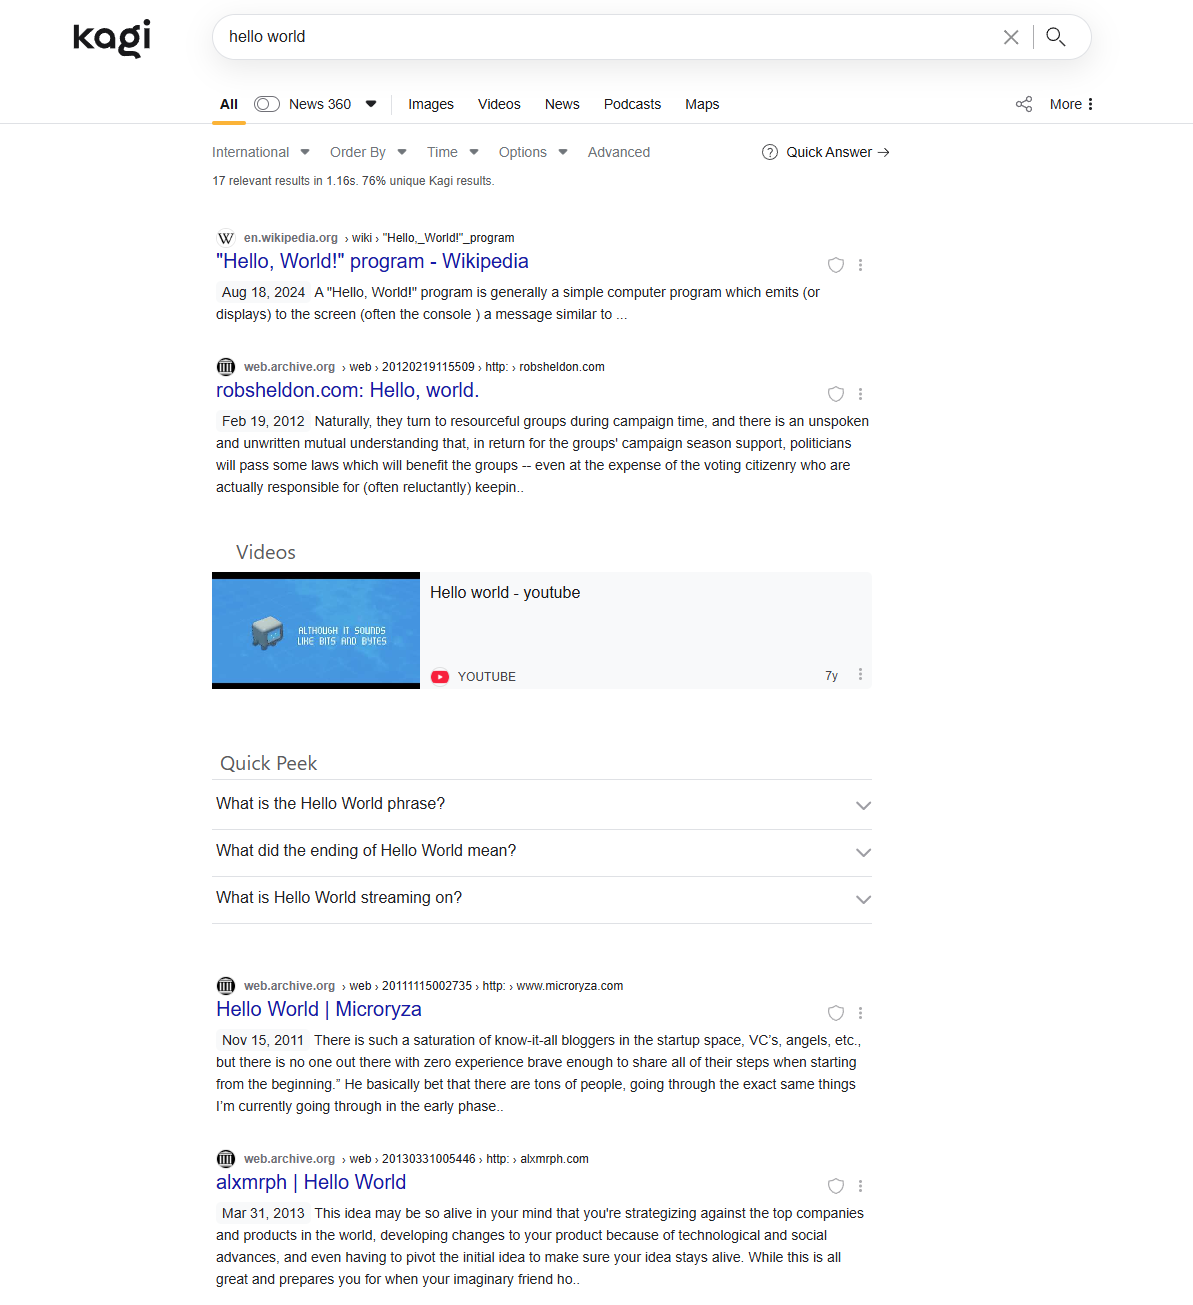 kagi
hello world
All News 360 Images Videos News Podcasts Maps More
International Order By Time Options Advanced Quick Answer →
17 relevant results in 1.16s. 76% unique Kagi results.
en.wikipedia.org › wiki › "Hello,_World!"_program
"Hello, World!" program - Wikipedia
Aug 18, 2024 A "Hello, World!" program is generally a simple computer program which emits (or
displays) to the screen (often the console ) a message similar to ...
web.archive.org › web › 20120219115509 › http: › robsheldon.com
robsheldon.com: Hello, world.
Feb 19, 2012 Naturally, they turn to resourceful groups during campaign time, and there is an unspoken
and unwritten mutual understanding that, in return for the groups' campaign season support, politicians
will pass some laws which will benefit the groups -- even at the expense of the voting citizenry who are
actually responsible for (often reluctantly) keepin..
Videos
ALTHOUGH IT SOUNDS
LIKE BITS AND BYTES
Hello world - youtube
YOUTUBE 7y
Quick Peek
What is the Hello World phrase?
What did the ending of Hello World mean?
What is Hello World streaming on?
web.archive.org › web › 20111115002735 › http: › www.microryza.com
Hello World | Microryza
Nov 15, 2011 There is such a saturation of know-it-all bloggers in the startup space, VC’s, angels, etc.,
but there is no one out there with zero experience brave enough to share all of their steps when starting
from the beginning.” He basically bet that there are tons of people, going through the exact same things
I’m currently going through in the early phase..
web.archive.org › web › 20130331005446 › http: › alxmrph.com
alxmrph | Hello World
Mar 31, 2013 This idea may be so alive in your mind that you're strategizing against the top companies
and products in the world, developing changes to your product because of technological and social
advances, and even having to pivot the initial idea to make sure your idea stays alive. While this is all
great and prepares you for when your imaginary friend ho..